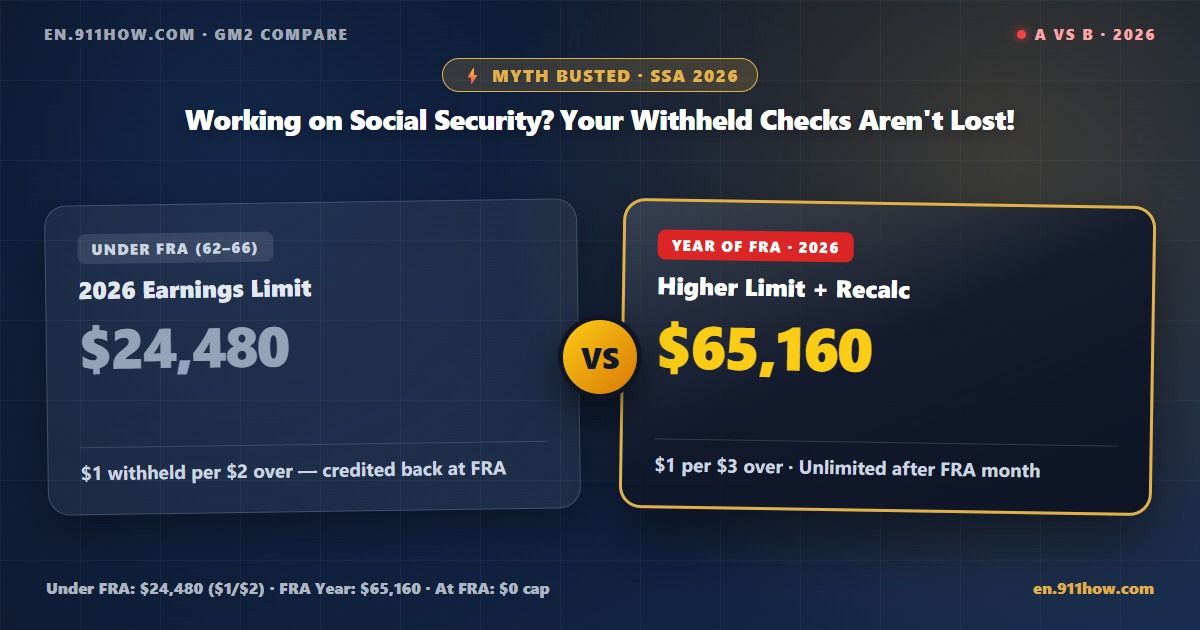 EN.911HOW.COM · GM2 COMPARE
A VS B · 2026
MYTH BUSTED · SSA 2026
Working on Social Security? Your Withheld Checks Aren't Lost!
UNDER FRA (62–66)
2026 Earnings Limit
$24,480
$1 withheld per $2 over — credited back at FRA
VS
YEAR OF FRA · 2026
Higher Limit + Recalc
$65,160
$1 per $3 over · Unlimited after FRA month
Under FRA: $24,480 ($1/$2) · FRA Year: $65,160 · At FRA: $0 cap
en.911how.com